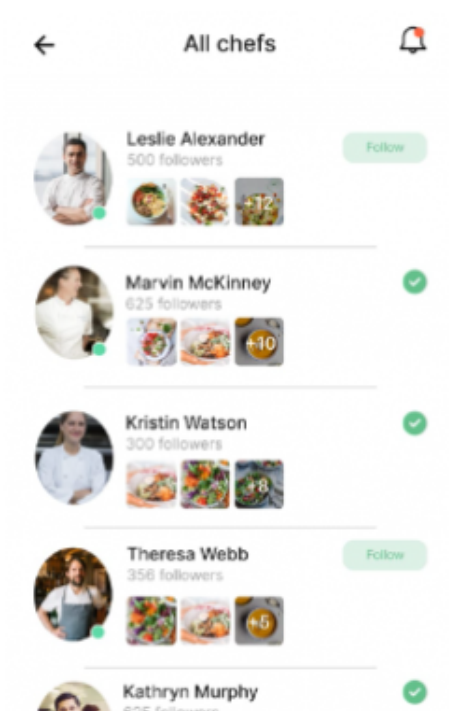 All chefs
Leslie Alexander
Follow
500 followers
+12
Marvin McKinney
625 followers
+10
Kristin Watson
300 followers
+8
Theresa Webb
Follow
356 followers
+5
Kathryn Murphy